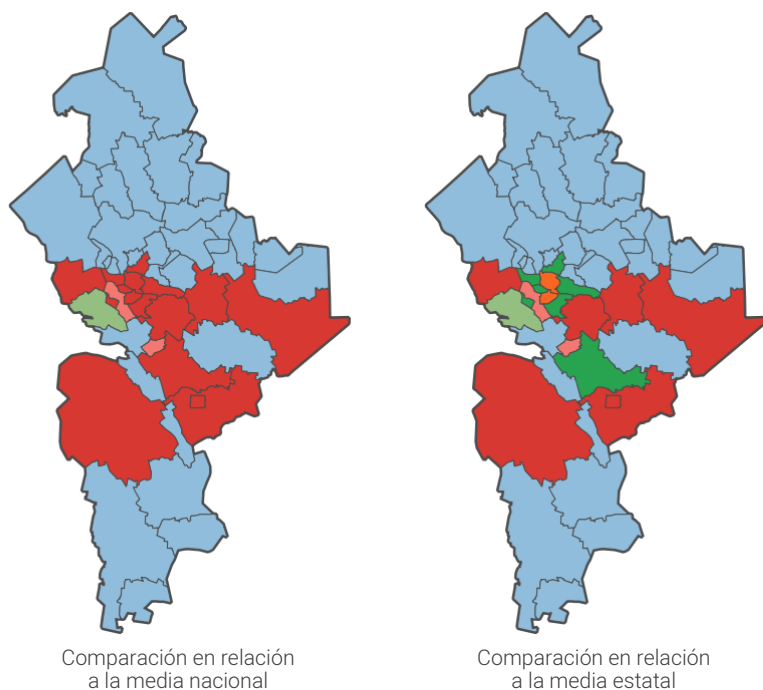 Comparación en relación
a la media nacional
Comparación en relación
a la media estatal